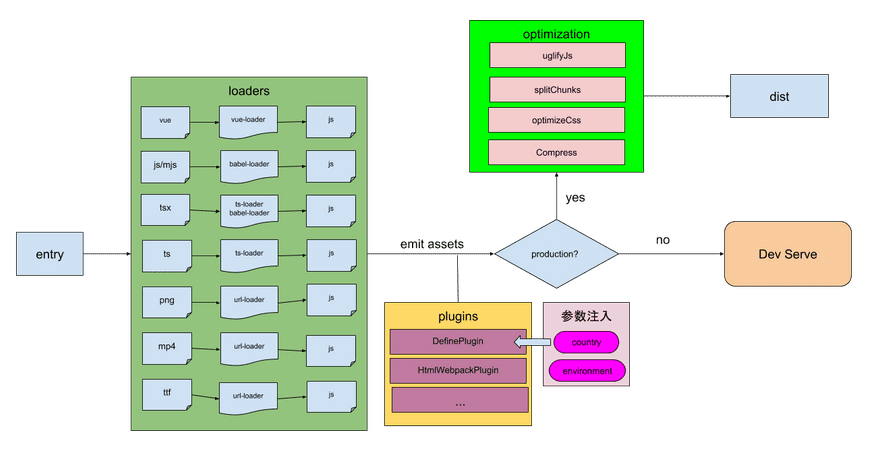 entry
loaders
vue
vue-loader
js
js/mjs
babel-loader
js
tsx
ts-loader
babel-loader
js
ts
ts-loader
js
png
url-loader
js
mp4
url-loader
js
ttf
url-loader
js
emit assets
plugins
DefinePlugin
HtmlWebpackPlugin
...
参数注入
country
environment
production?
yes
no
optimization
uglifyJs
splitChunks
optimizeCss
Compress
dist
Dev Serve